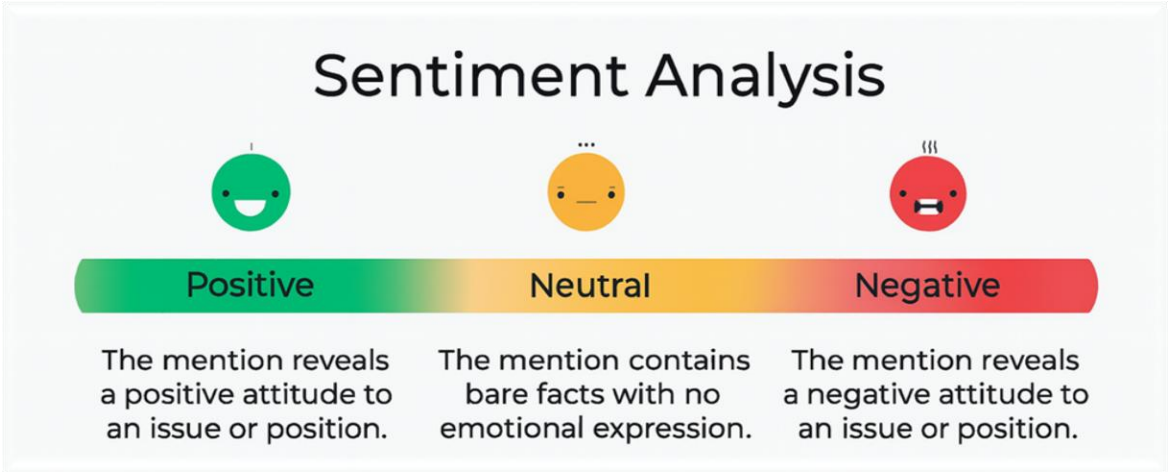 Sentiment Analysis
Positive
Neutral
Negative
The mention reveals
a positive attitude to
an issue or position.
The mention contains
bare facts with no
emotional expression.
The mention reveals
a negative attitude to
an issue or position.